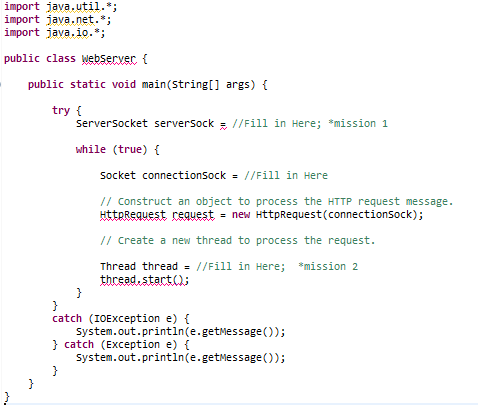 import java.util.*;
import java.net.*;
import java.io.*;
public class WebServer {
public static void main(String[] args) {
try {
ServerSocket serverSock = //Fill in Here; *mission 1
while (true) {
Socket connectionSock = //Fill in Here
// Construct an object to process the HTTP request message.
HttpRequest request = new HttpRequest(connectionSock);
// Create a new thread to process the request.
Thread thread = //Fill in Here;  *mission 2
thread.start();
}
}
catch (IOException e) {
System.out.println(e.getMessage());
} catch (Exception e) {
System.out.println(e.getMessage());
}
}
}